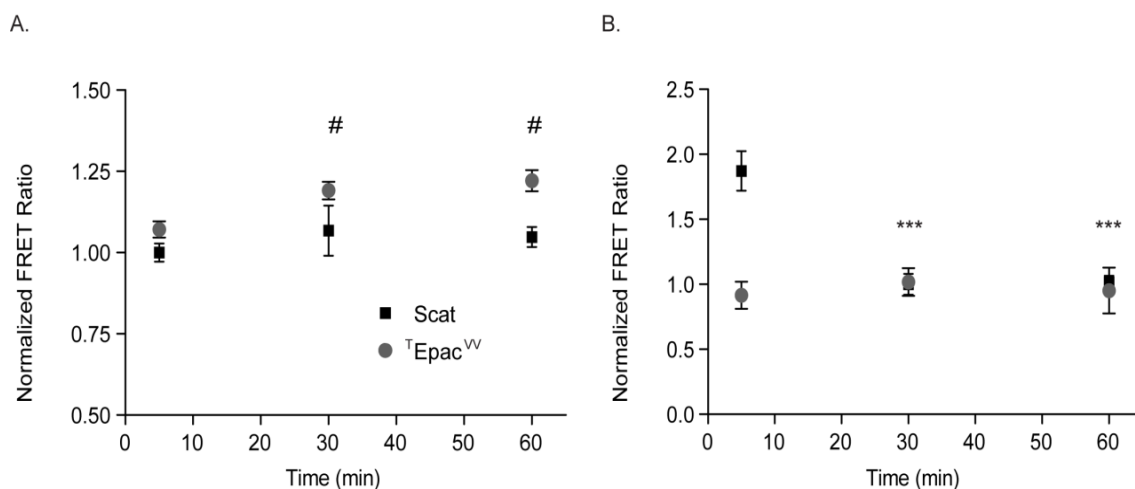 A.
B.
1.50
1.25
1.00
0.75
0.50
Normalized FRET Ratio
# #
Scat
ᵀEpacⱽⱽ
0 10 20 30 40 50 60
Time (min)
2.5
2.0
1.5
1.0
0.5
0.0
Normalized FRET Ratio
*** ***
0 10 20 30 40 50 60
Time (min)